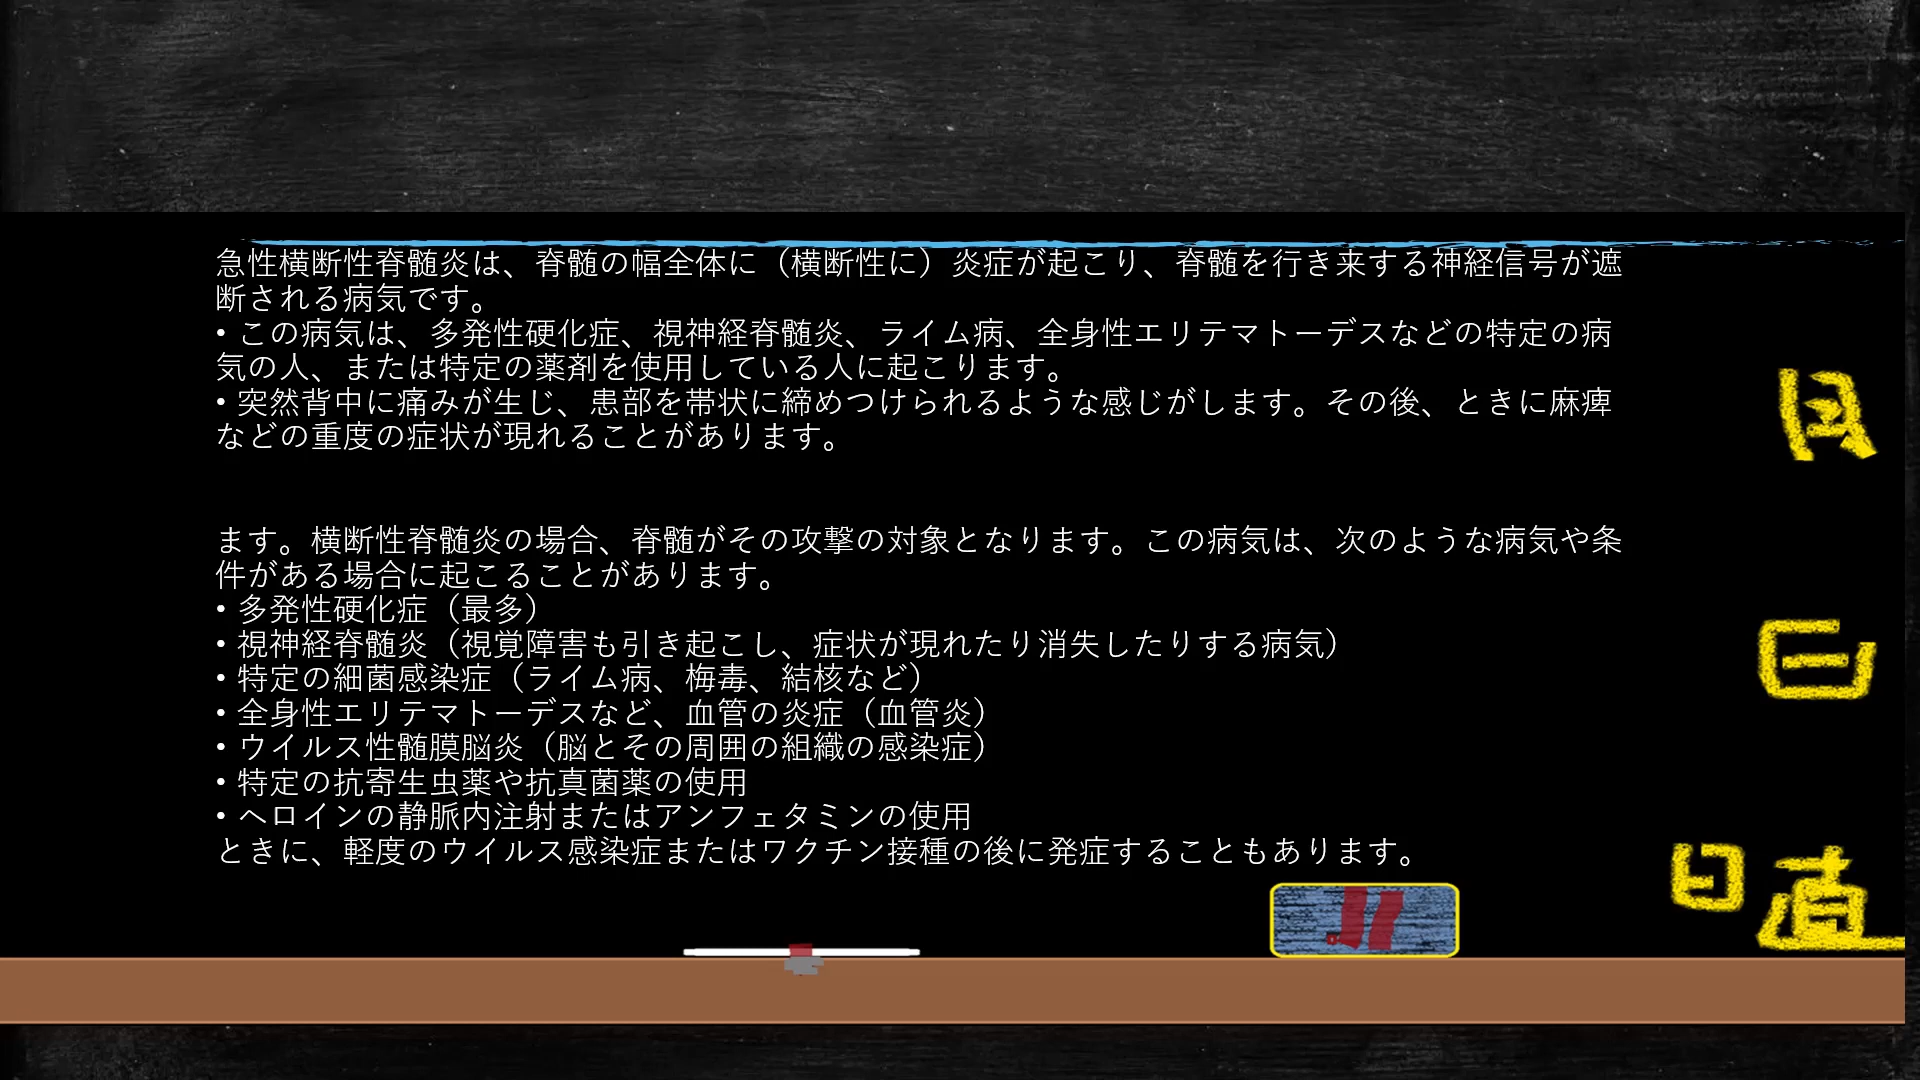 急性横断性脊髄炎は、脊髄の幅全体に（横断性に）炎症が起こり、脊髄を行き来する神経信号が遮
断される病気です。
• この病気は、多発性硬化症、視神経脊髄炎、ライム病、全身性エリテマトーデスなどの特定の病
気の人、または特定の薬剤を使用している人に起こります。
• 突然背中に痛みが生じ、患部を帯状に締めつけられるような感じがします。その後、ときに麻痺
などの重度の症状が現れることがあります。
ます。横断性脊髄炎の場合、脊髄がその攻撃の対象となります。この病気は、次のような病気や条
件がある場合に起こることがあります。
• 多発性硬化症（最多）
• 視神経脊髄炎（視覚障害も引き起こし、症状が現れたり消失したりする病気）
• 特定の細菌感染症（ライム病、梅毒、結核など）
• 全身性エリテマトーデスなど、血管の炎症（血管炎）
• ウイルス性髄膜脳炎（脳とその周囲の組織の感染症）
• 特定の抗寄生虫薬や抗真菌薬の使用
• ヘロインの静脈内注射またはアンフェタミンの使用
ときに、軽度のウイルス感染症またはワクチン接種の後に発症することもあります。